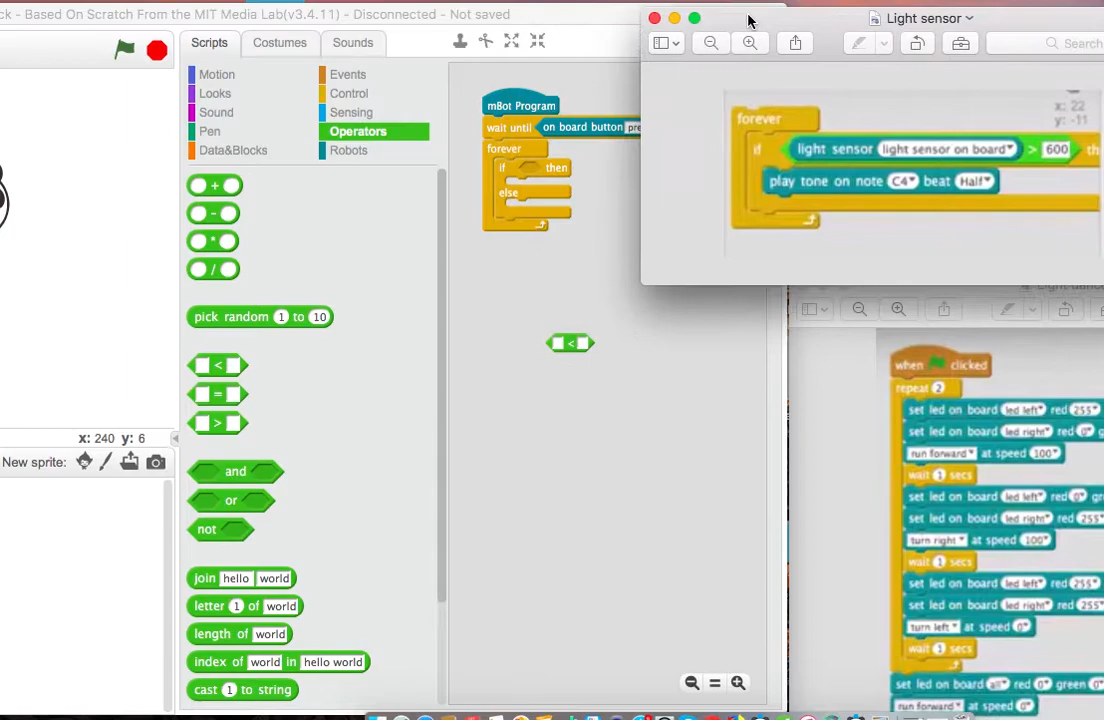 ck - Based On Scratch From the MIT Media Lab(v3.4.11) - Disconnected - Not saved
Scripts
Costumes
Sounds
Motion
Events
Looks
Control
Sound
Sensing
Pen
Operators
Data&Blocks
Robots
+
-
*
/
pick random 1 to 10
<
=
>
and
or
not
join hello world
letter 1 of world
length of world
index of world in hello world
cast 1 to string
x: 240 y: 6
New sprite:
mBot Program
wait until on board button pre
forever
if then
else
<
Light sensor
Search
x: 22
y: -11
forever
if light sensor light sensor on board > 600 th
play tone on note C4 beat Half
when clicked
repeat 2
set led on board led left red 255
set led on board led right red 0 g
run forward at speed 100
wait 1 secs
set led on board led left red 0 gr
set led on board led right red 255
turn right at speed 100
wait 1 secs
set led on board led left red 255
set led on board led right red 255
turn left at speed 0
wait 1 secs
set led on board all red 0 green 0
run forward at speed 0